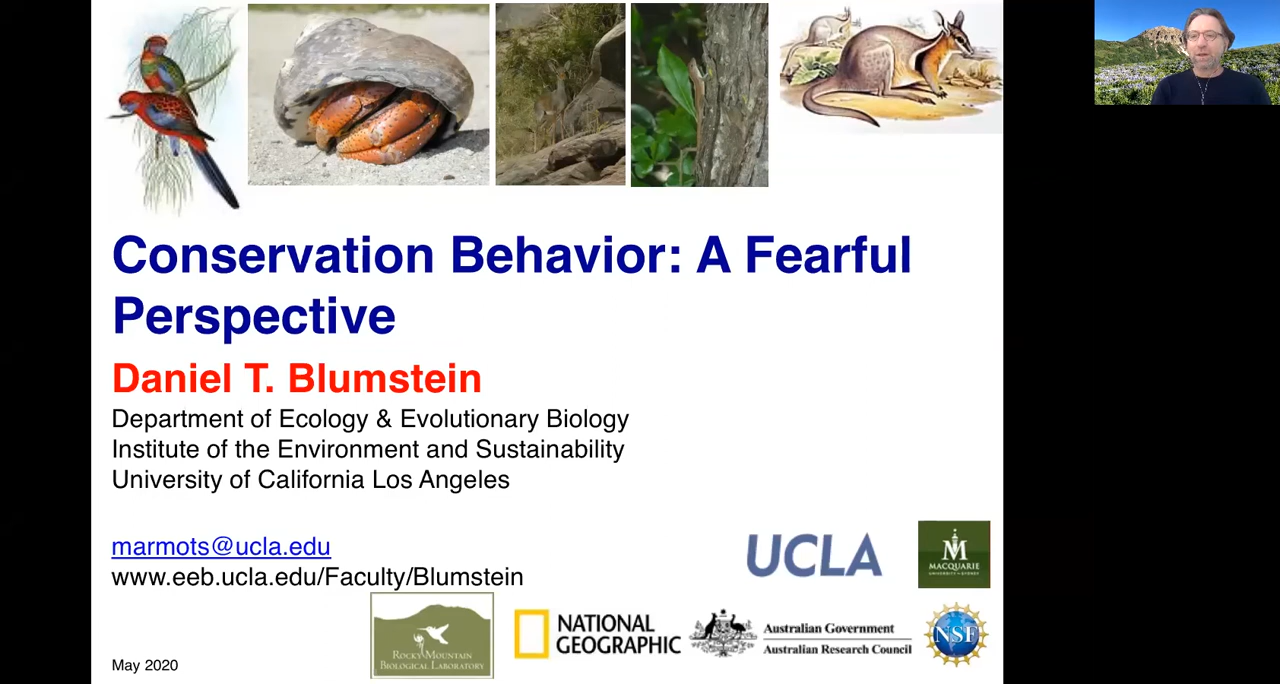 Conservation Behavior: A Fearful
Perspective
Daniel T. Blumstein
Department of Ecology & Evolutionary Biology
Institute of the Environment and Sustainability
University of California Los Angeles
marmots@ucla.edu
www.eeb.ucla.edu/Faculty/Blumstein
UCLA
MACQUARIE
UNIVERSITY~SYDNEY
ROCKY MOUNTAIN
BIOLOGICAL LABORATORY
NATIONAL
GEOGRAPHIC
Australian Government
Australian Research Council
NSF
May 2020